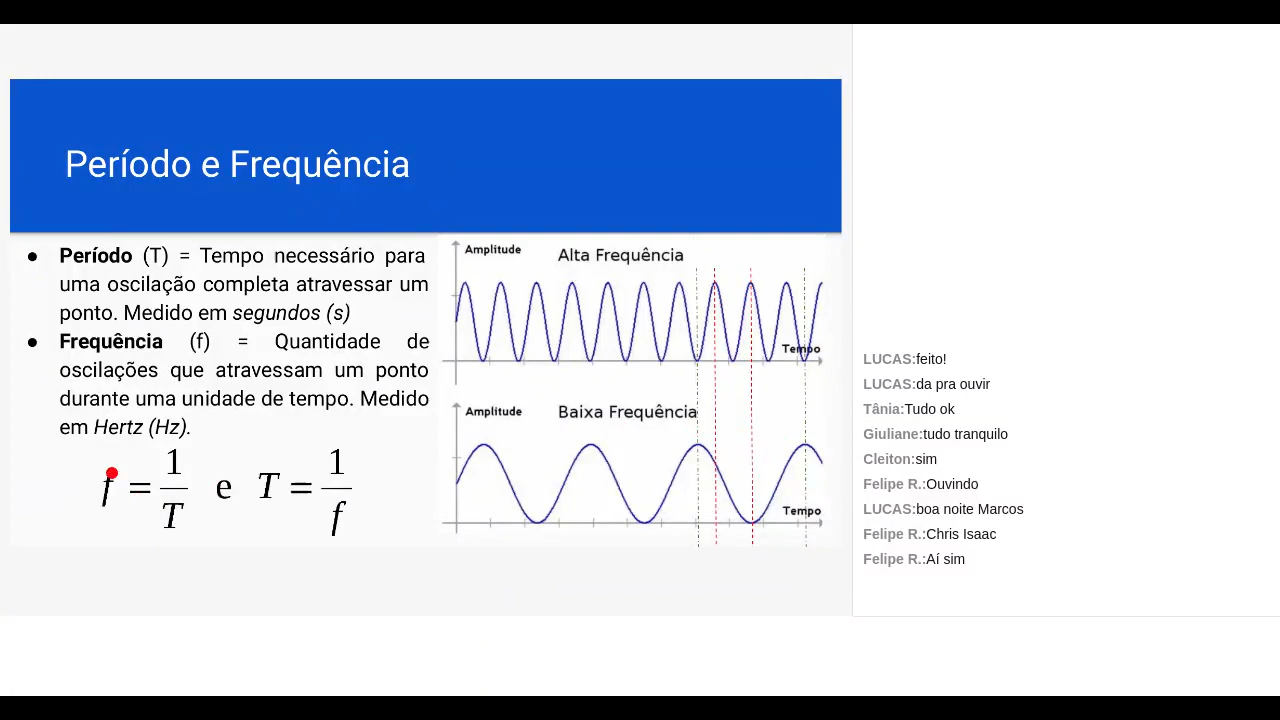 Período e Frequência
● Período (T) = Tempo necessário para
uma oscilação completa atravessar um
ponto. Medido em segundos (s)
● Frequência (f) = Quantidade de
oscilações que atravessam um ponto
durante uma unidade de tempo. Medido
em Hertz (Hz).
f = 1/T e T = 1/f
Amplitude
Alta Frequência
Tempo
Amplitude
Baixa Frequência
Tempo
LUCAS:feito!
LUCAS:da pra ouvir
Tânia:Tudo ok
Giuliane:tudo tranquilo
Cleiton:sim
Felipe R.:Ouvindo
LUCAS:boa noite Marcos
Felipe R.:Chris Isaac
Felipe R.:Aí sim